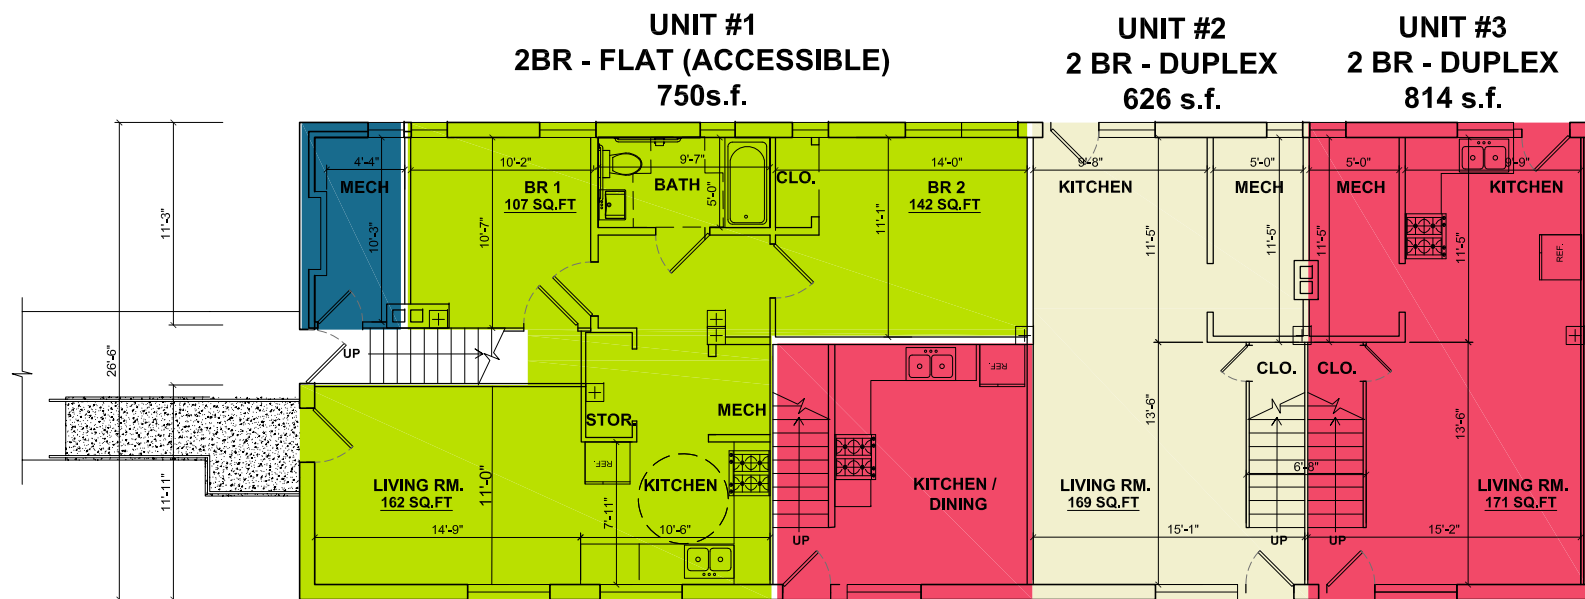 UNIT #1
2BR - FLAT (ACCESSIBLE)
750s.f.
UNIT #2
2 BR - DUPLEX
626 s.f.
UNIT #3
2 BR - DUPLEX
814 s.f.
4'-4"
MECH
10'-3"
10'-2"
BR 1
107 SQ.FT
10'-7"
9'-7"
BATH
5'-0"
CLO.
14'-0"
BR 2
142 SQ.FT
11'-1"
9'-8"
KITCHEN
11'-5"
5'-0"
MECH
11'-5"
5'-0"
MECH
11'-5"
9'-9"
KITCHEN
11'-5"
REF.
11'-3"
26'-6"
11'-11"
UP
STOR.
MECH
REF.
REF.
CLO.
CLO.
LIVING RM.
162 SQ.FT
11'-0"
14'-9"
KITCHEN
7'-11"
10'-6"
KITCHEN /
DINING
UP
13'-6"
LIVING RM.
169 SQ.FT
15'-1"
6'-8"
UP
UP
13'-6"
LIVING RM.
171 SQ.FT
15'-2"